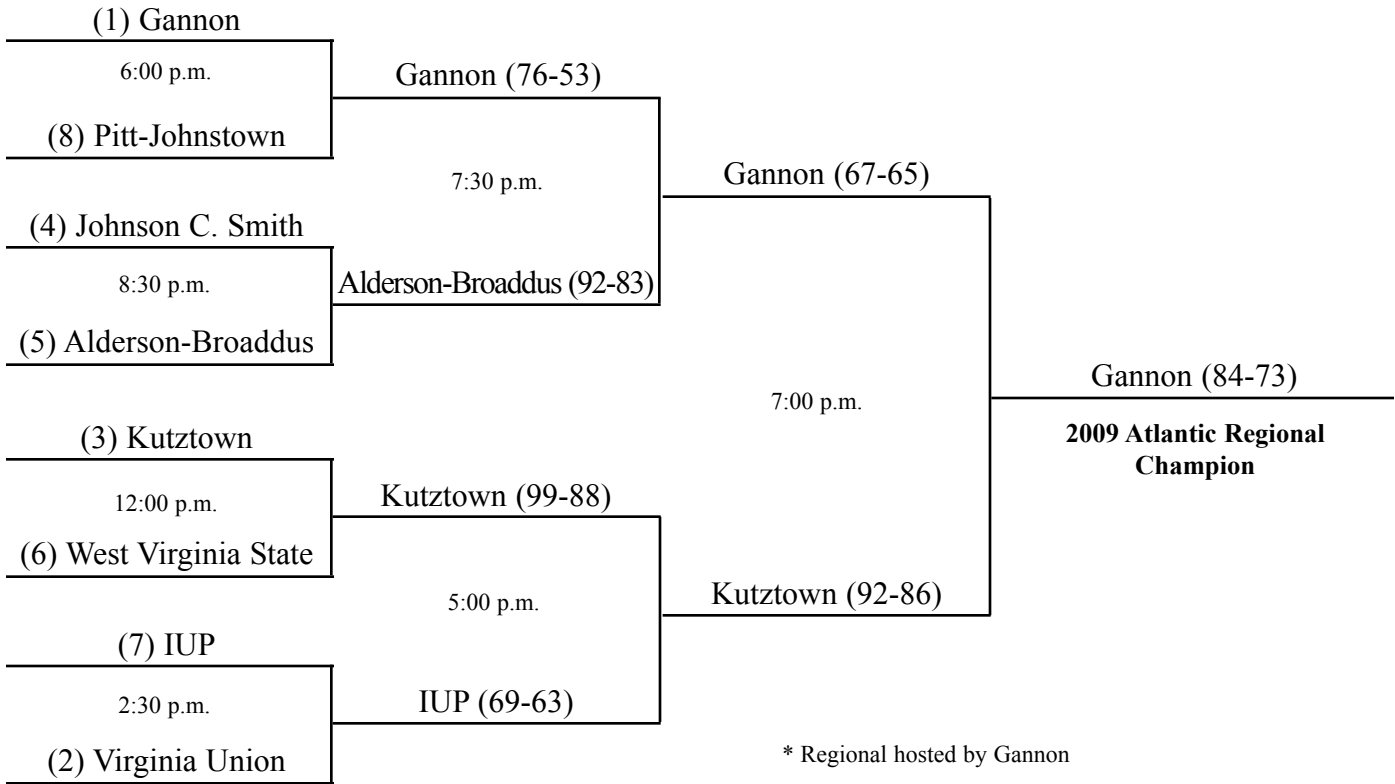 (1) Gannon
6:00 p.m.
(8) Pitt-Johnstown
(4) Johnson C. Smith
8:30 p.m.
(5) Alderson-Broaddus
(3) Kutztown
12:00 p.m.
(6) West Virginia State
(7) IUP
2:30 p.m.
(2) Virginia Union
Gannon (76-53)
7:30 p.m.
Alderson-Broaddus (92-83)
Kutztown (99-88)
5:00 p.m.
IUP (69-63)
Gannon (67-65)
7:00 p.m.
Kutztown (92-86)
Gannon (84-73)
2009 Atlantic Regional
Champion
* Regional hosted by Gannon